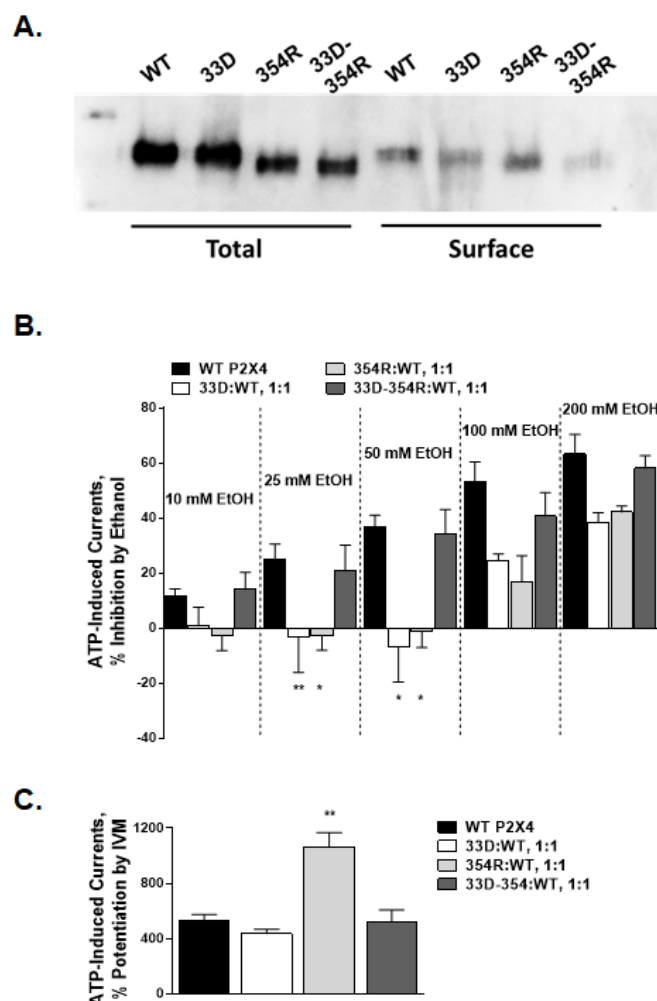 A.
WT 33D 354R 33D-354R WT 33D 354R 33D-354R
Total Surface
B.
WT P2X4 354R:WT, 1:1
33D:WT, 1:1 33D-354R:WT, 1:1
ATP-Induced Currents,
% Inhibition by Ethanol
80
60
40
20
0
-20
-40
10 mM EtOH
25 mM EtOH
50 mM EtOH
100 mM EtOH
200 mM EtOH
** * * *
C.
ATP-Induced Currents,
% Potentiation by IVM
1200
800
400
0
**
WT P2X4
33D:WT, 1:1
354R:WT, 1:1
33D-354:WT, 1:1